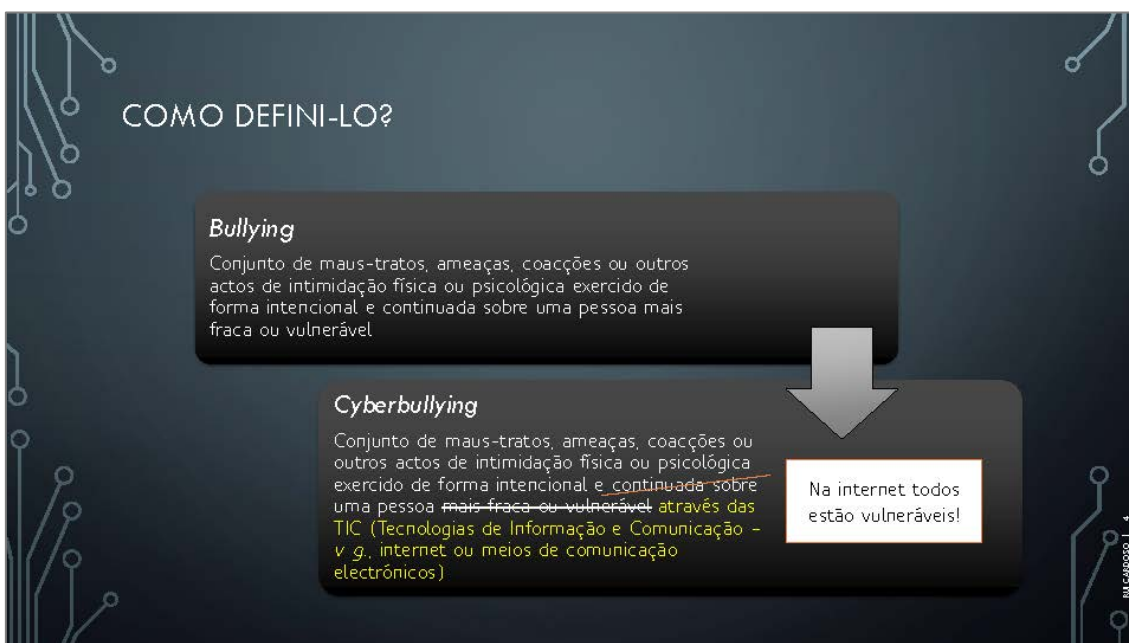 COMO DEFINI-LO?
Bullying
Conjunto de maus-tratos, ameaças, coacções ou outros
actos de intimidação física ou psicológica exercido de
forma intencional e continuada sobre uma pessoa mais
fraca ou vulnerável
Cyberbullying
Conjunto de maus-tratos, ameaças, coacções ou
outros actos de intimidação física ou psicológica
exercido de forma intencional e continuada sobre
uma pessoa mais fraca ou vulnerável através das
TIC (Tecnologias de Informação e Comunicação –
v g., internet ou meios de comunicação
electrónicos)
Na internet todos
estão vulneráveis!
RUI CARDOSO | 4